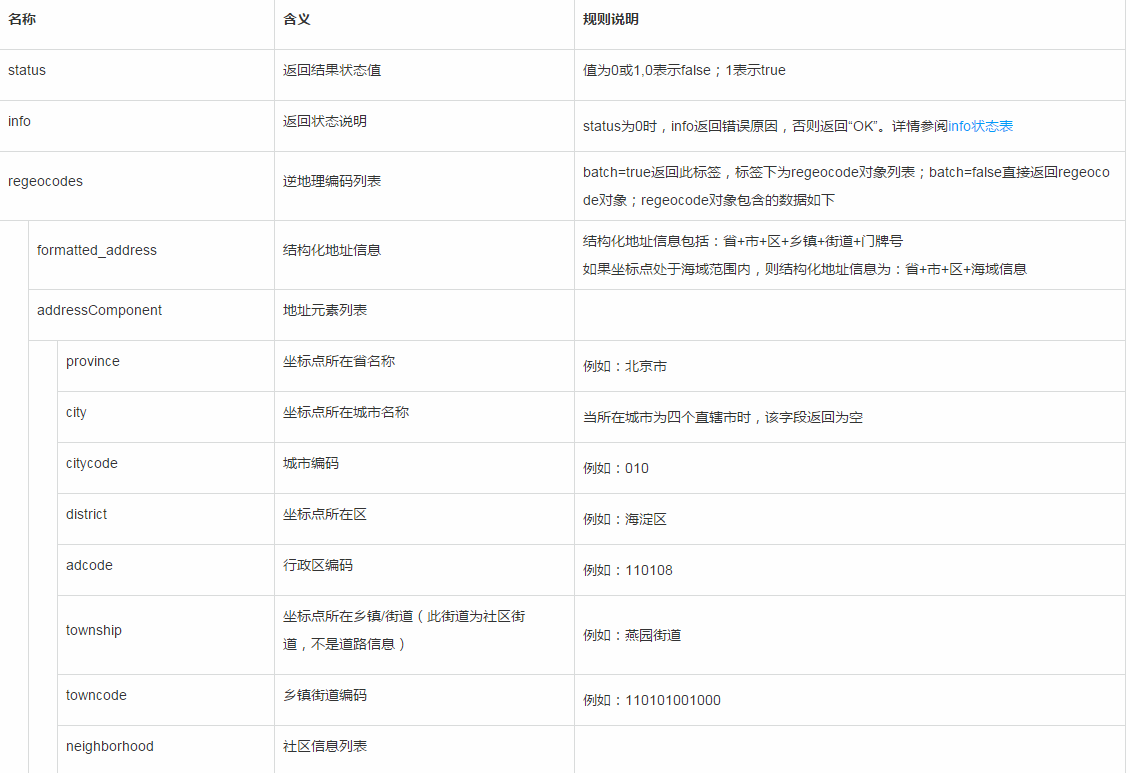 名称 含义 规则说明
status 返回结果状态值 值为0或1,0表示false；1表示true
info 返回状态说明 status为0时，info返回错误原因，否则返回“OK”。详情参阅info状态表
regeocodes 逆地理编码列表 batch=true返回此标签，标签下为regeocode对象列表；batch=false直接返回regeoco
de对象；regeocode对象包含的数据如下
formatted_address 结构化地址信息 结构化地址信息包括：省+市+区+乡镇+街道+门牌号
如果坐标点处于海域范围内，则结构化地址信息为：省+市+区+海域信息
addressComponent 地址元素列表
province 坐标点所在省名称 例如：北京市
city 坐标点所在城市名称 当所在城市为四个直辖市时，该字段返回为空
citycode 城市编码 例如：010
district 坐标点所在区 例如：海淀区
adcode 行政区编码 例如：110108
township 坐标点所在乡镇/街道（此街道为社区街
道，不是道路信息） 例如：燕园街道
towncode 乡镇街道编码 例如：110101001000
neighborhood 社区信息列表